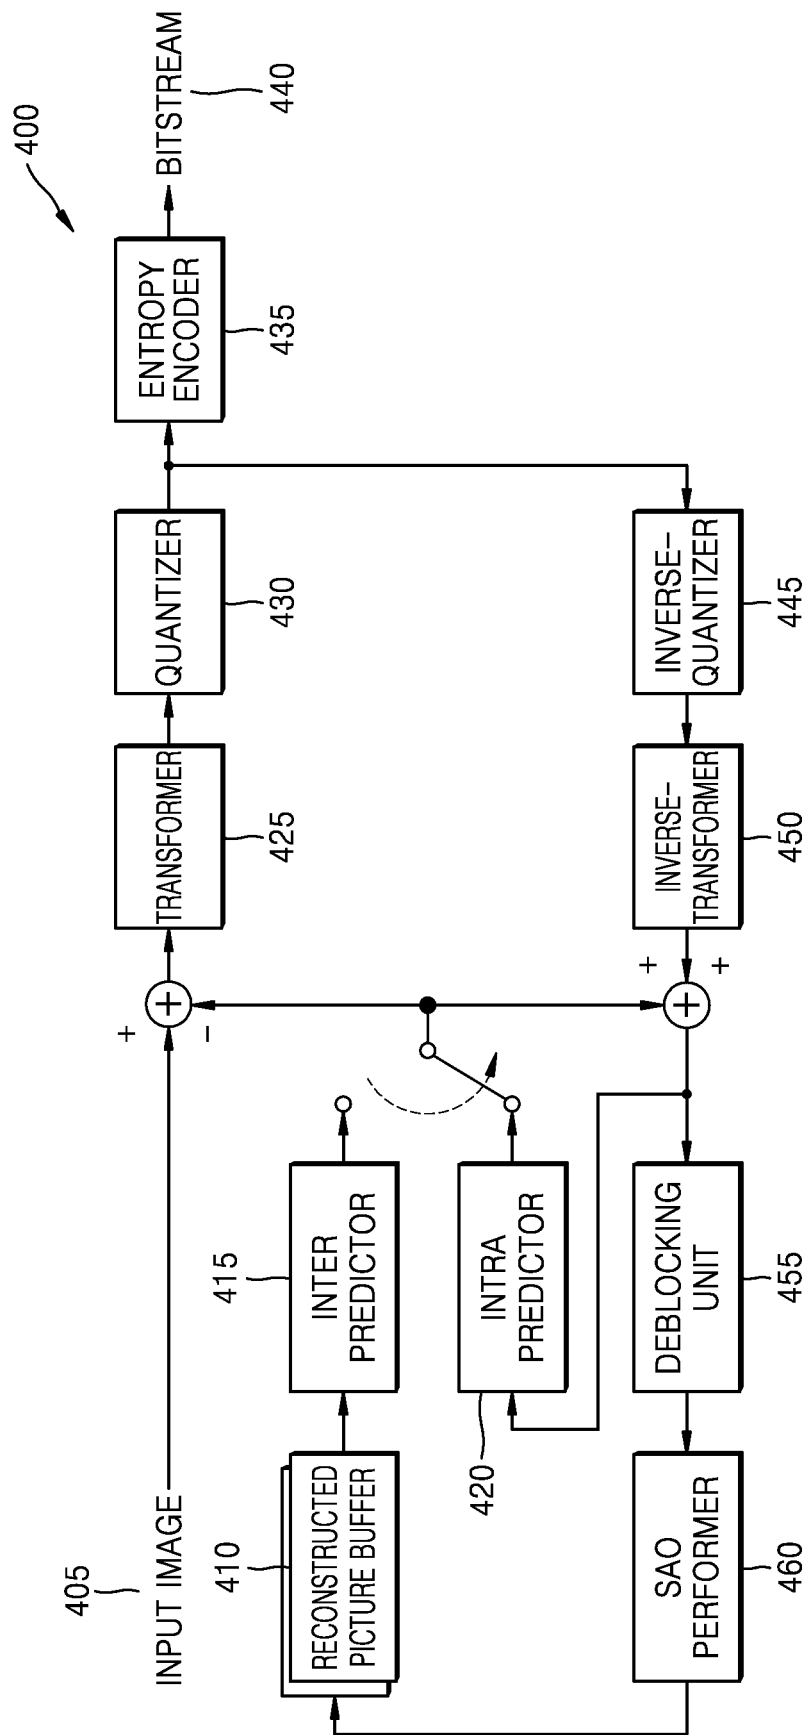 400
405
INPUT IMAGE
+
−
+
TRANSFORMER
425
QUANTIZER
430
ENTROPY
ENCODER
435
BITSTREAM
440
410
RECONSTRUCTED
PICTURE BUFFER
415
INTER
PREDICTOR
420
INTRA
PREDICTOR
+
+
+
INVERSE−
QUANTIZER
445
INVERSE−
TRANSFORMER
450
DEBLOCKING
UNIT
455
SAO
PERFORMER
460